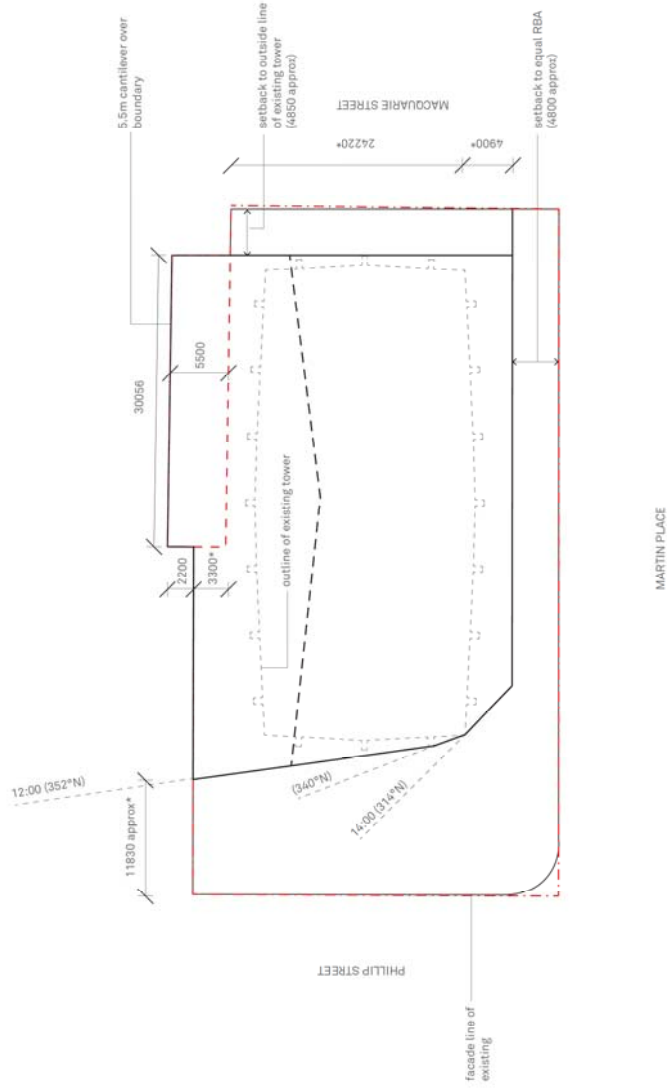 5.5m cantilever over
boundary
setback to outside line
of existing tower
(4850 approx)
MACQUARIE STREET
24220*
4900*
setback to equal RBA
(4800 approx)
30056
5500
2200
3300*
outline of existing tower
12:00 (352°N)
(340°N)
14:00 (314°N)
11830 approx*
PHILLIP STREET
facade line of
existing
MARTIN PLACE